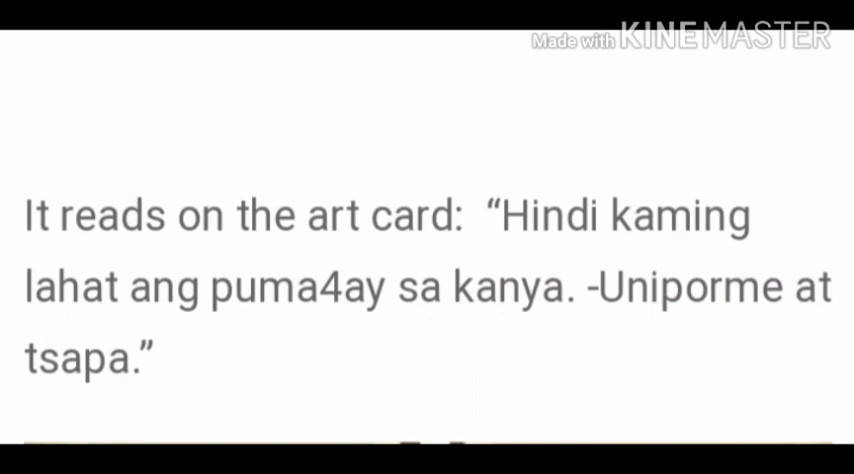 Made with KINEMASTER
It reads on the art card:  “Hindi kaming
lahat ang puma4ay sa kanya. -Uniporme at
tsapa.”